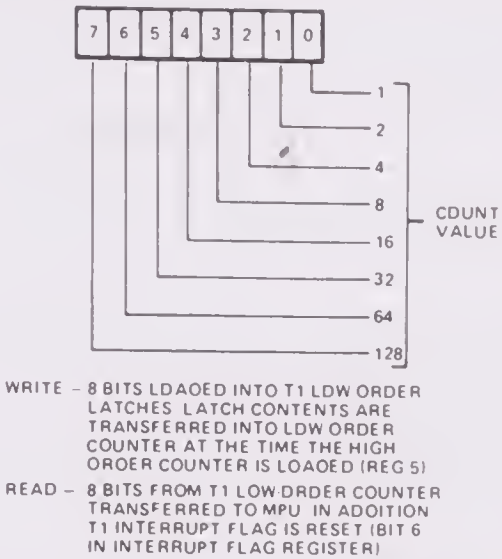 7 6 5 4 3 2 1 0
1
2
4
8
16
32
64
128
CDUNT
VALUE
WRITE – 8 BITS LDAOED INTO T1 LDW ORDER
LATCHES LATCH CONTENTS ARE
TRANSFERRED INTO LDW ORDER
COUNTER AT THE TIME THE HIGH
OROER COUNTER IS LOAOED (REG 5)
READ – 8 BITS FROM T1 LOW-DRDER COUNTER
TRANSFERRED TO MPU IN ADOITION
T1 INTERRUPT FLAG IS RESET (BIT 6
IN INTERRUPT FLAG REGISTER)